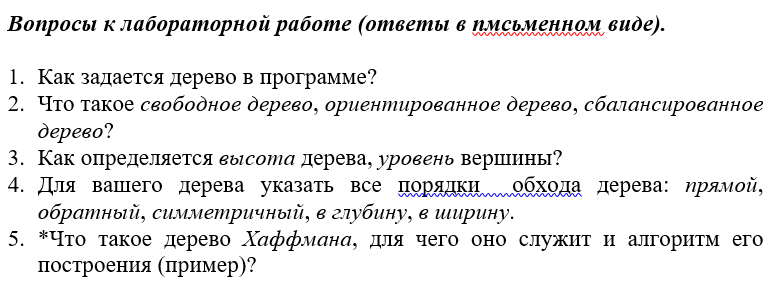 Вопросы к лабораторной работе (ответы в пмсьменном виде).
1. Как задается дерево в программе?
2. Что такое свободное дерево, ориентированное дерево, сбалансированное
дерево?
3. Как определяется высота дерева, уровень вершины?
4. Для вашего дерева указать все порядки обхода дерева: прямой,
обратный, симметричный, в глубину, в ширину.
5. *Что такое дерево Хаффмана, для чего оно служит и алгоритм его
построения (пример)?